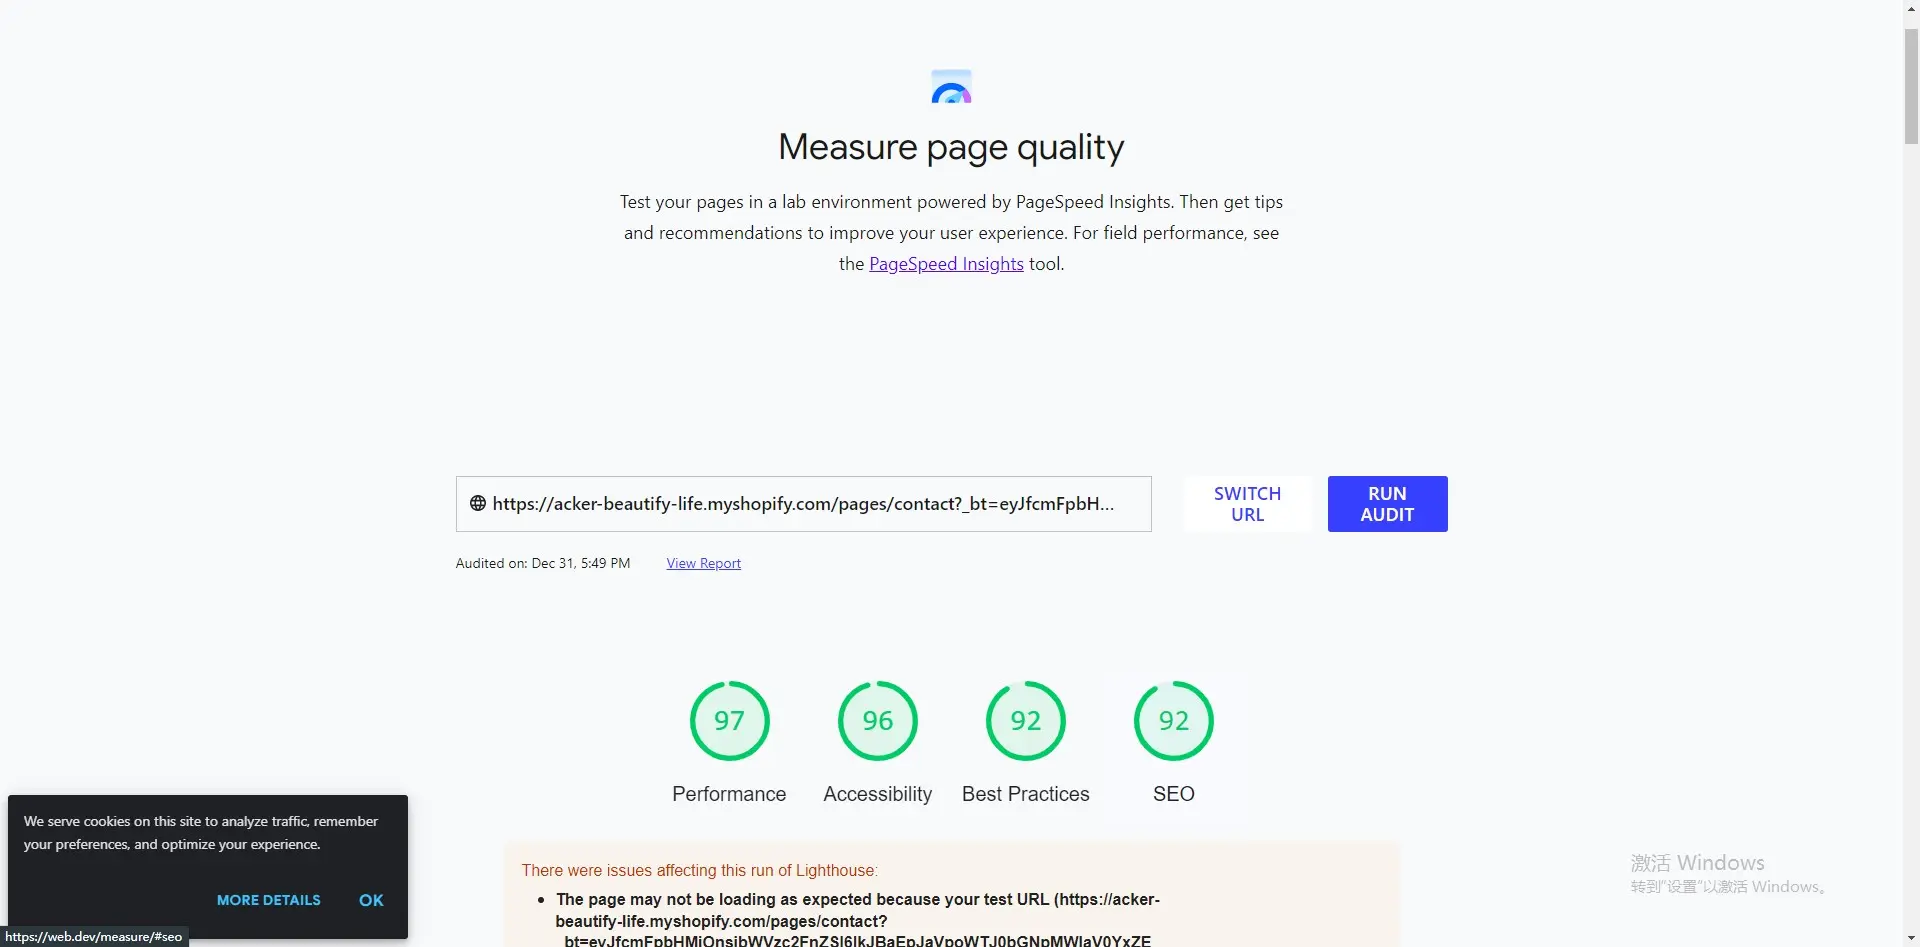 Measure page quality
Test your pages in a lab environment powered by PageSpeed Insights. Then get tips
and recommendations to improve your user experience. For field performance, see
the PageSpeed Insights tool.
https://acker-beautify-life.myshopify.com/pages/contact?_bt=eyJfcmFpbH...
SWITCH
URL
RUN
AUDIT
Audited on: Dec 31, 5:49 PM
View Report
97
96
92
92
Performance
Accessibility
Best Practices
SEO
There were issues affecting this run of Lighthouse:
The page may not be loading as expected because your test URL (https://acker-
beautify-life.myshopify.com/pages/contact?
We serve cookies on this site to analyze traffic, remember
your preferences, and optimize your experience.
MORE DETAILS
OK
https://web.dev/measure/#seo
激活 Windows
转到"设置"以激活 Windows。